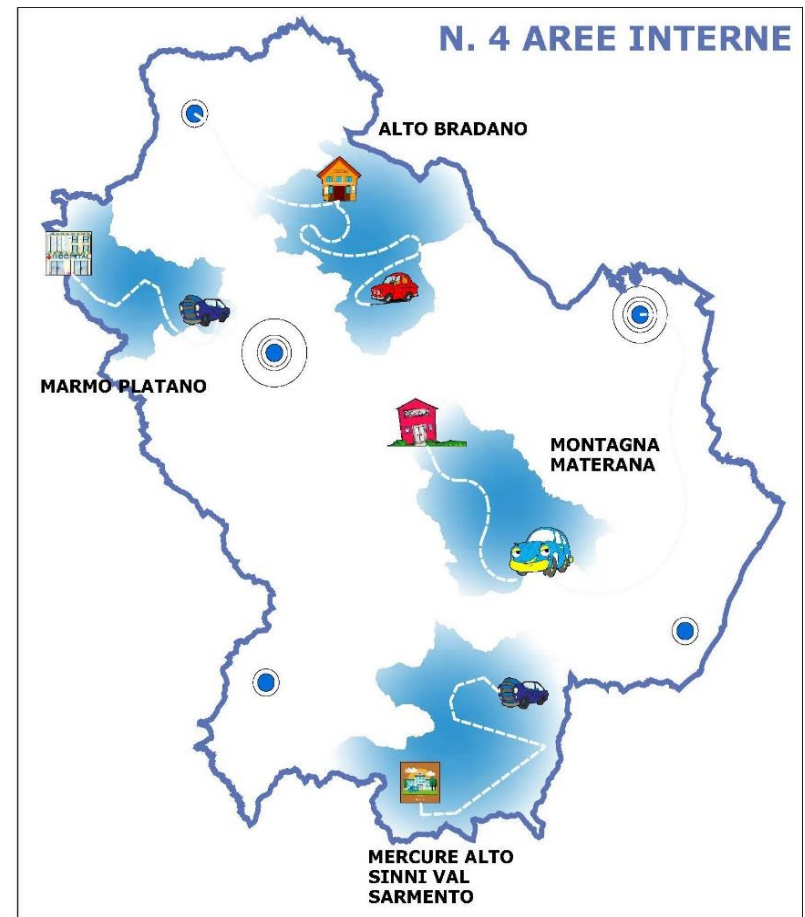 N. 4 AREE INTERNE
ALTO BRADANO
MARMO PLATANO
MONTAGNA
MATERANA
MERCURE ALTO
SINNI VAL
SARMENTO